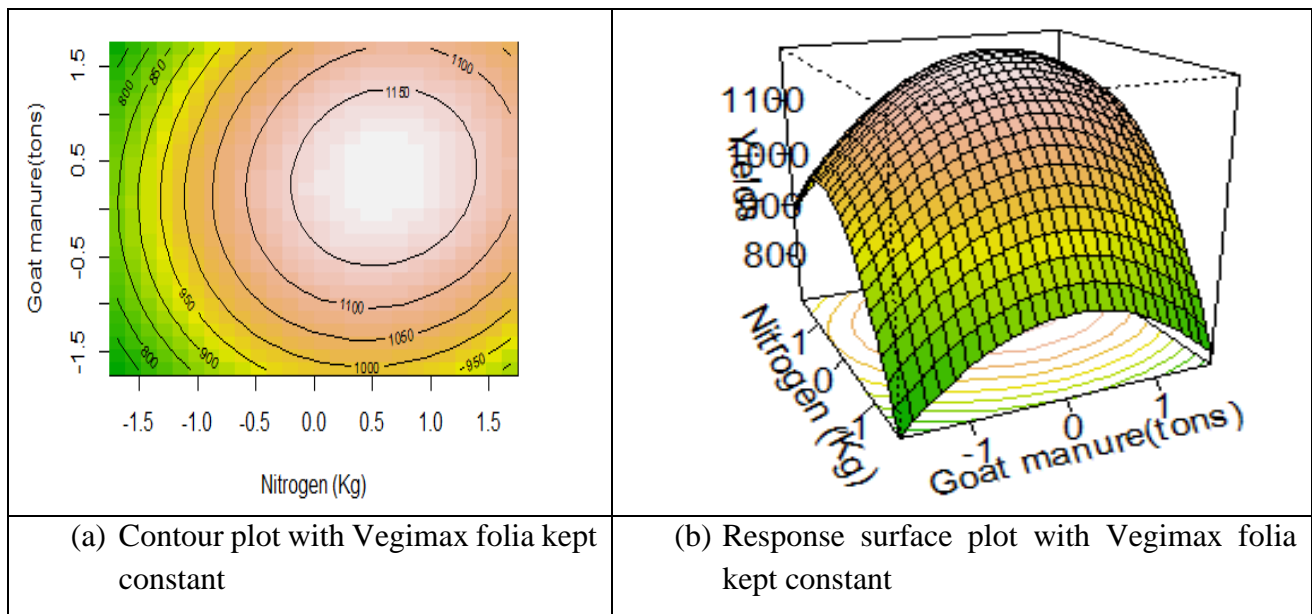 1.5
0.5
-0.5
-1.5
Goat manure(tons)
800
850
1100
1150
950
900
800
1100
1050
1000
950
-1.5 -1.0 -0.5 0.0 0.5 1.0 1.5
Nitrogen (Kg)
1100
1000
900
800
Yields
1
0
-1
Nitrogen (Kg)
-1
0
1
Goat manure(tons)
(a) Contour plot with Vegimax folia kept
constant
(b) Response surface plot with Vegimax folia
kept constant